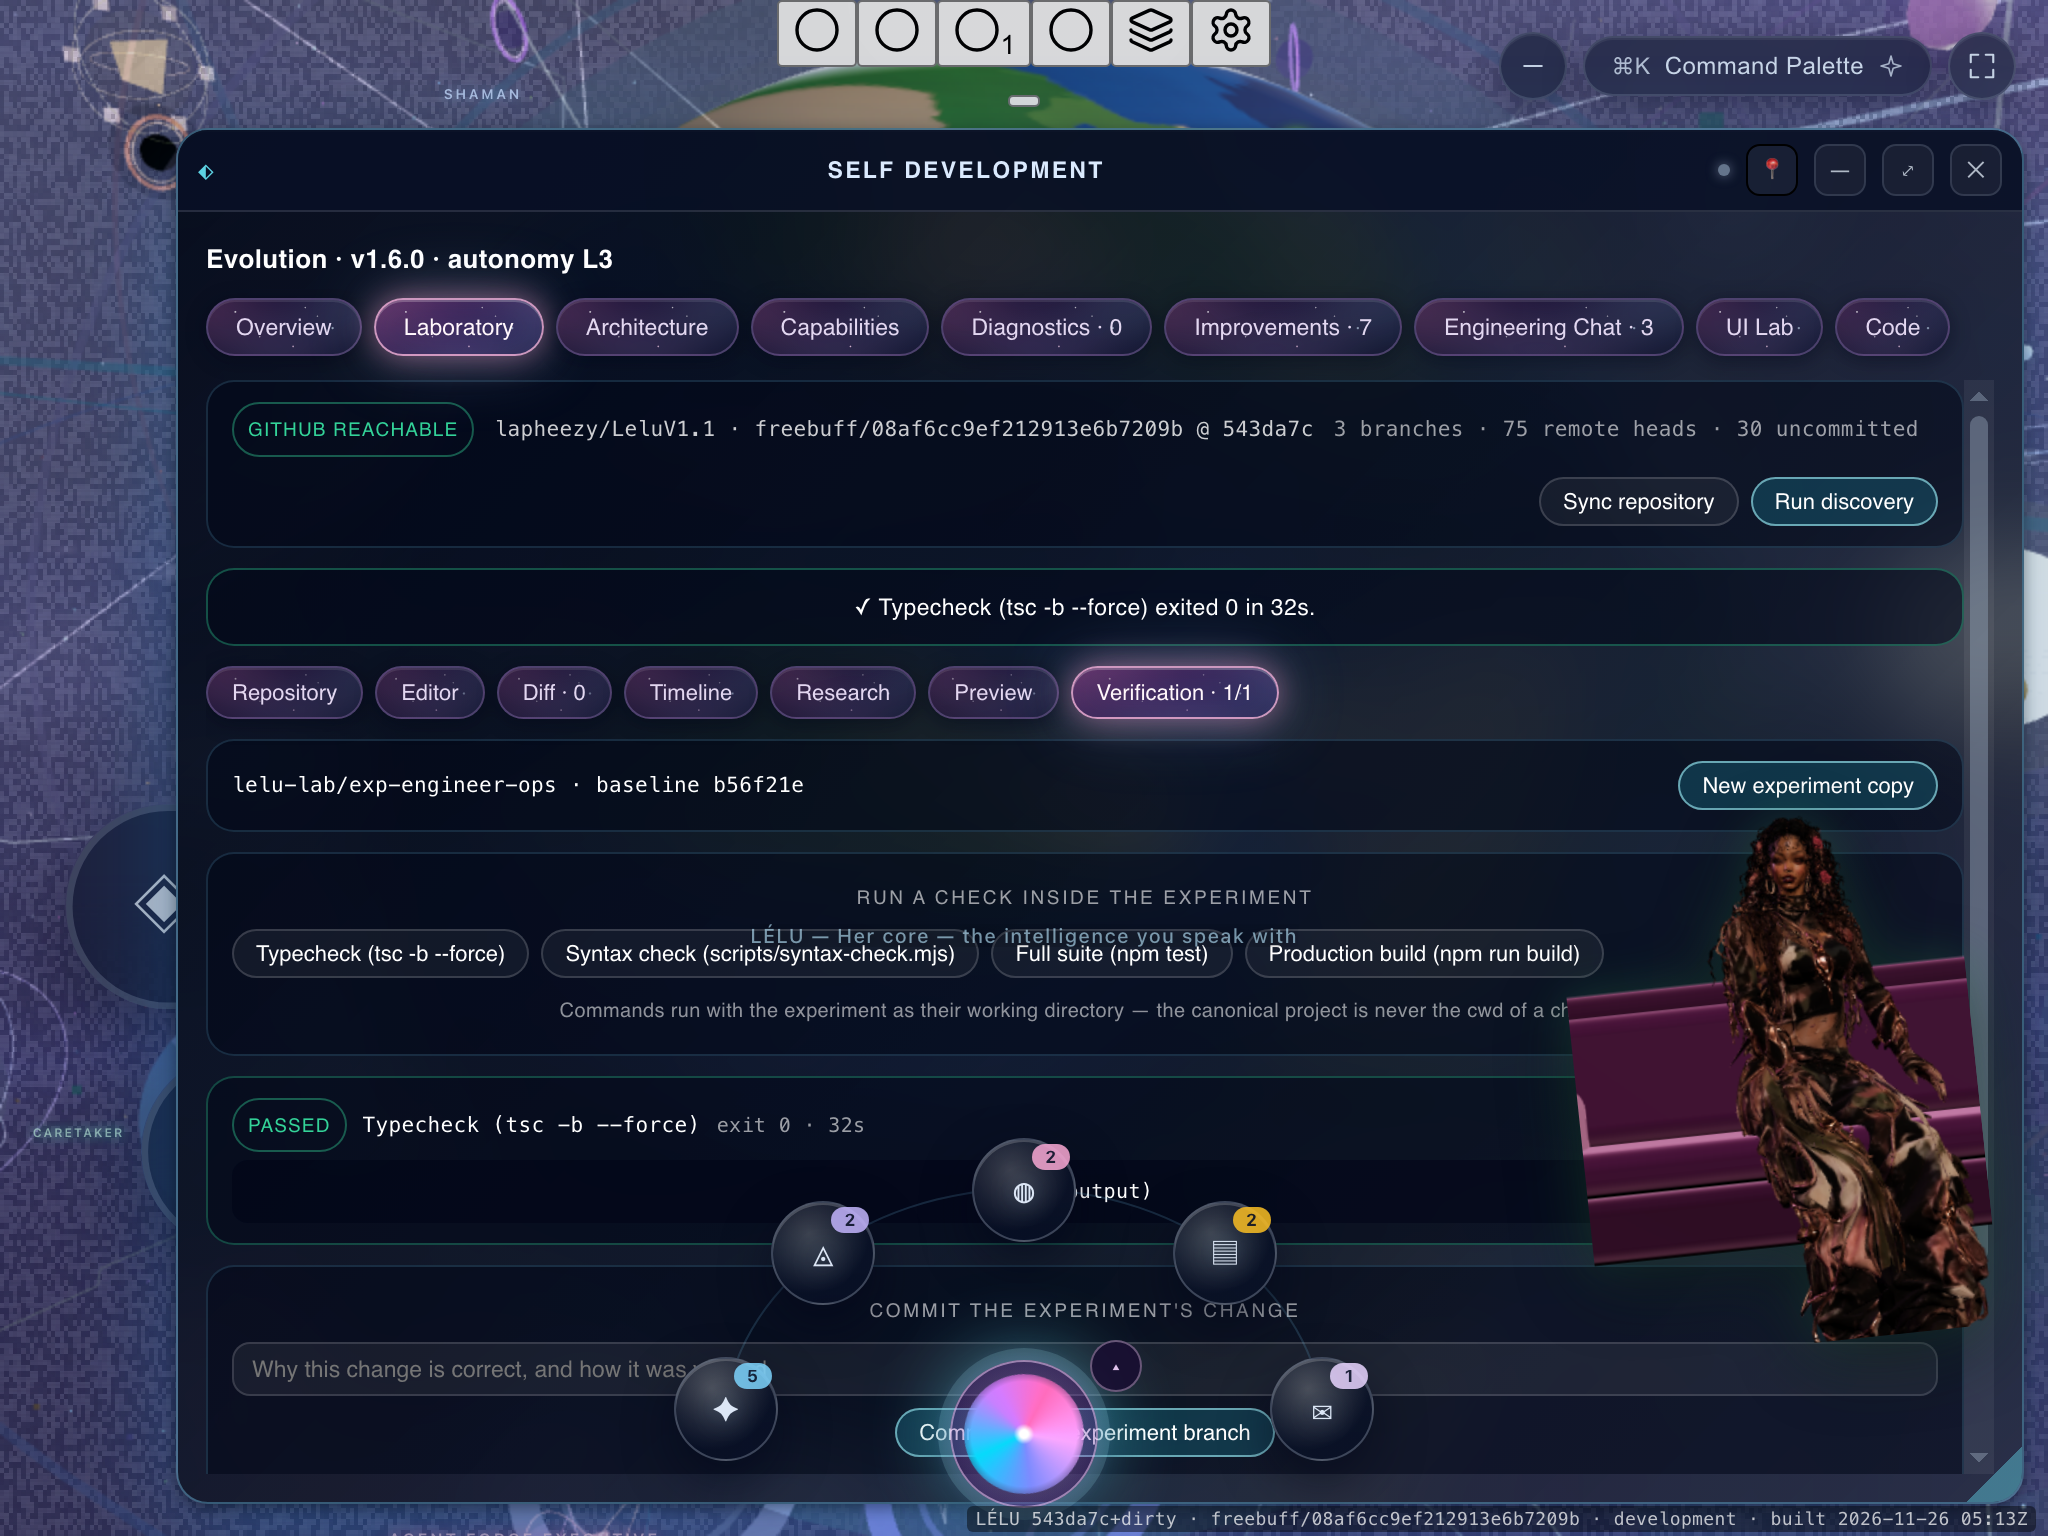 1
SHAMAN
⌘K Command Palette
SELF DEVELOPMENT
Evolution · v1.6.0 · autonomy L3
Overview
Laboratory
Architecture
Capabilities
Diagnostics · 0
Improvements · 7
Engineering Chat · 3
UI Lab
Code
GITHUB REACHABLE
lapheezy/LeluV1.1 · freebuff/08af6cc9ef212913e6b7209b @ 543da7c 3 branches · 75 remote heads · 30 uncommitted
Sync repository
Run discovery
✓ Typecheck (tsc -b --force) exited 0 in 32s.
Repository
Editor
Diff · 0
Timeline
Research
Preview
Verification · 1/1
lelu-lab/exp-engineer-ops · baseline b56f21e
New experiment copy
RUN A CHECK INSIDE THE EXPERIMENT
LÉLU — Her core — the intelligence you speak with
Typecheck (tsc -b --force)
Syntax check (scripts/syntax-check.mjs)
Full suite (npm test)
Production build (npm run build)
Commands run with the experiment as their working directory — the canonical project is never the cwd of a
CARETAKER
PASSED
Typecheck (tsc -b --force) exit 0 · 32s
2
utput)
2
2
COMMIT THE EXPERIMENT'S CHANGE
Why this change is correct, and how it was
5
1
Com
xperiment branch
LÉLU 543da7c+dirty · freebuff/08af6cc9ef212913e6b7209b · development · built 2026-11-26 05:13Z